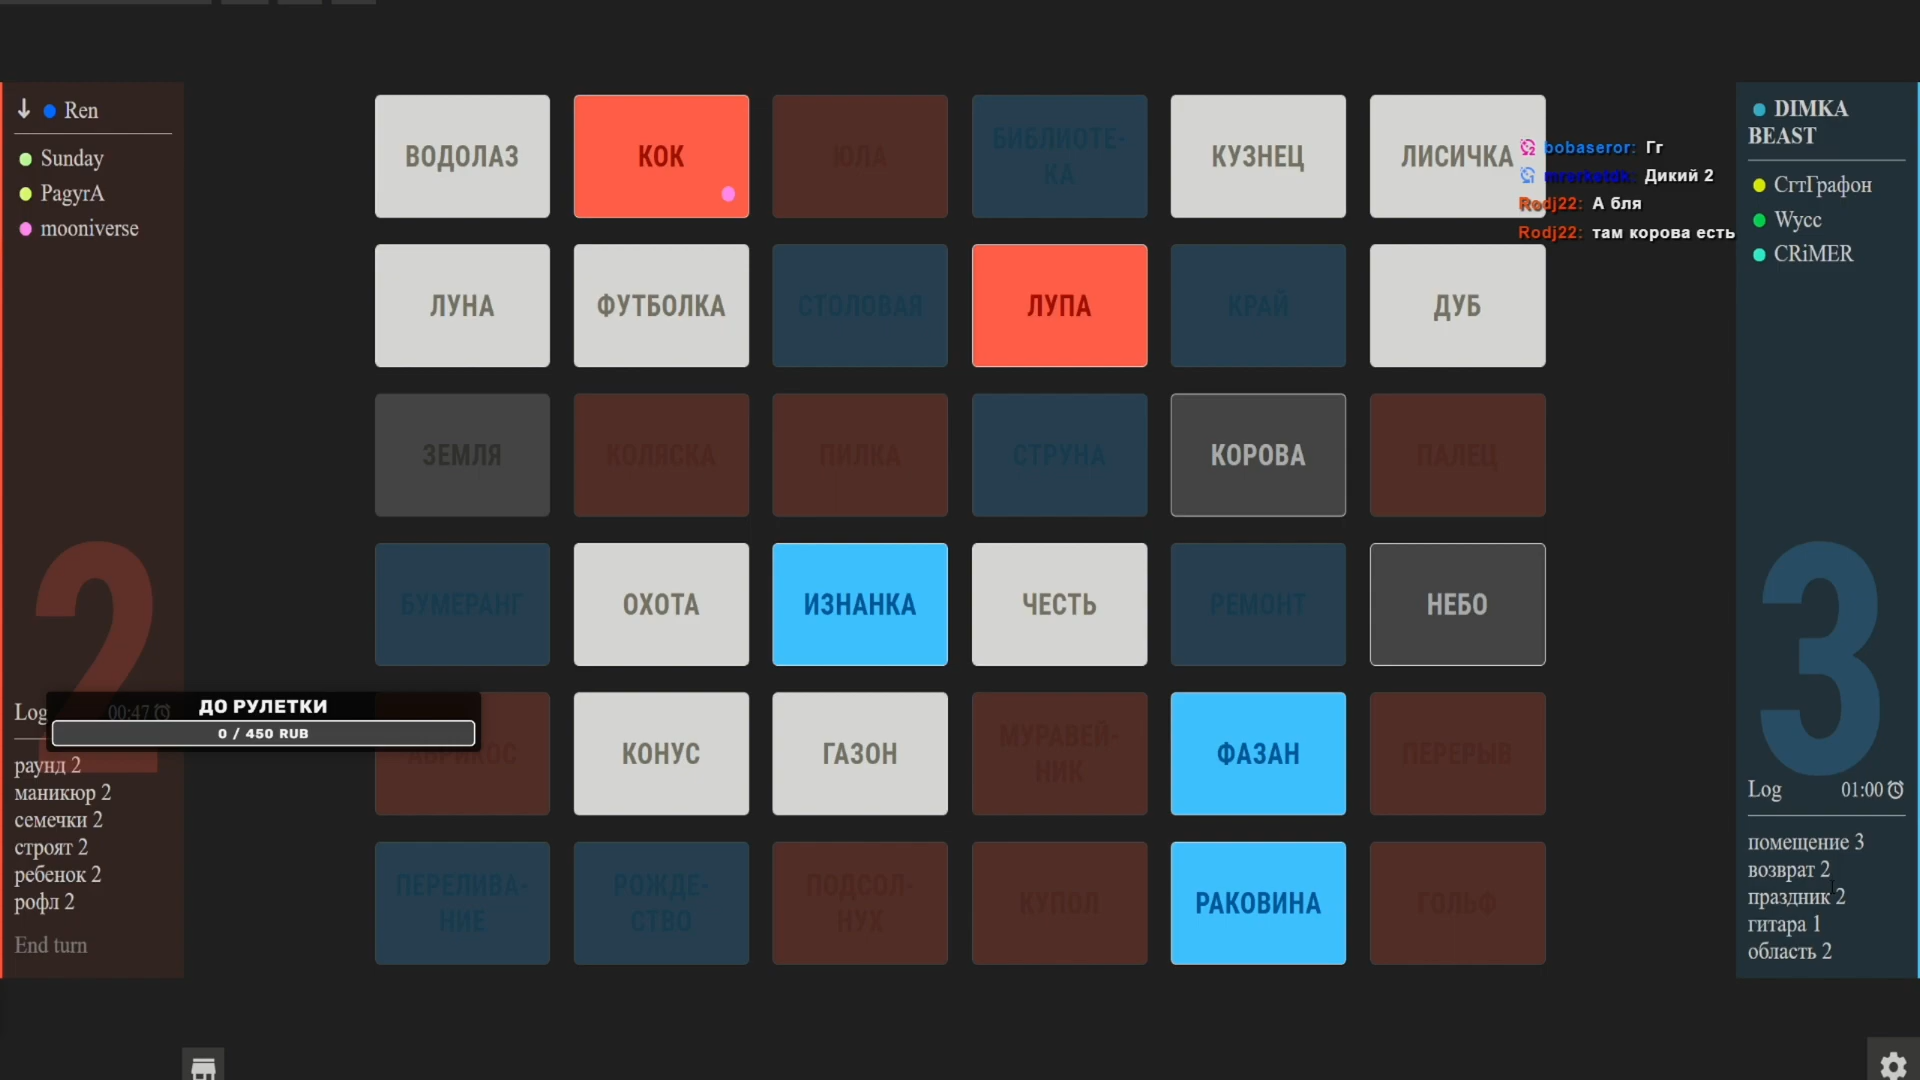 Ren
Sunday
PagyrA
mooniverse
ВОДОЛАЗ
КОК
ЮЛА
БИБЛИОТЕ-
КА
КУЗНЕЦ
ЛИСИЧКА
DIMKA
BEAST
СгтГрафон
Wycc
CRiMER
bobaseror: Гг
mrerketdk: Дикий 2
Rodj22: А бля
Rodj22: там корова есть
ЛУНА
ФУТБОЛКА
СТОЛОВАЯ
ЛУПА
КРАЙ
ДУБ
ЗЕМЛЯ
КОЛЯСКА
ПИЛКА
СТРУНА
КОРОВА
ПАЛЕЦ
БУМЕРАНГ
ОХОТА
ИЗНАНКА
ЧЕСТЬ
РЕМОНТ
НЕБО
2
3
Log 00:47
ДО РУЛЕТКИ
0 / 450 RUB
АБРИКОС
КОНУС
ГАЗОН
МУРАВЕЙ-
НИК
ФАЗАН
ПЕРЕРЫВ
раунд 2
маникюр 2
семечки 2
строят 2
ребенок 2
рофл 2
End turn
Log 01:00
помещение 3
возврат 2
праздник 2
гитара 1
область 2
ПЕРЕЛИВА-
НИЕ
РОЖДЕ-
СТВО
ПОДСОЛ-
НУХ
КУПОЛ
РАКОВИНА
ГОЛЬФ